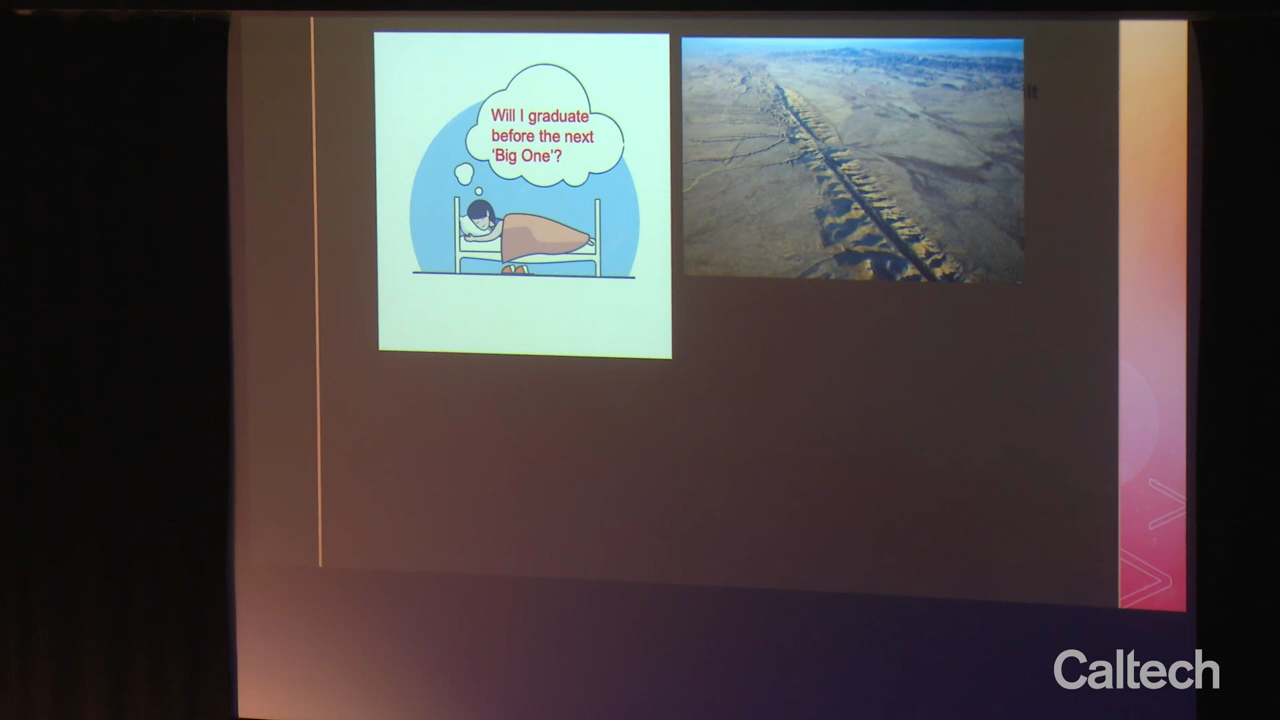 Will I graduate
before the next
‘Big One’?
Caltech